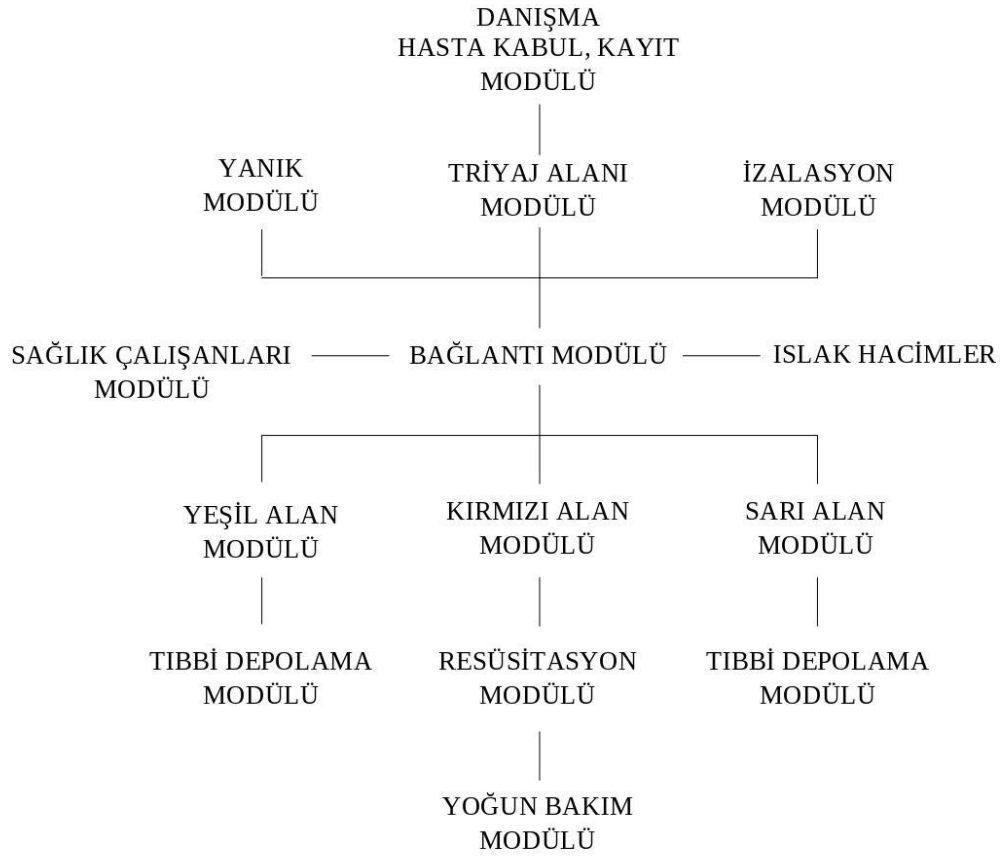 DANIŞMA
HASTA KABUL, KAYIT
MODÜLÜ
YANIK
MODÜLÜ
TRİYAJ ALANI
MODÜLÜ
İZALASYON
MODÜLÜ
SAĞLIK ÇALIŞANLARI
MODÜLÜ
BAĞLANTI MODÜLÜ
ISLAK HACİMLER
YEŞİL ALAN
MODÜLÜ
KIRMIZI ALAN
MODÜLÜ
SARI ALAN
MODÜLÜ
TIBBİ DEPOLAMA
MODÜLÜ
RESÜSİTASYON
MODÜLÜ
TIBBİ DEPOLAMA
MODÜLÜ
YOĞUN BAKIM
MODÜLÜ